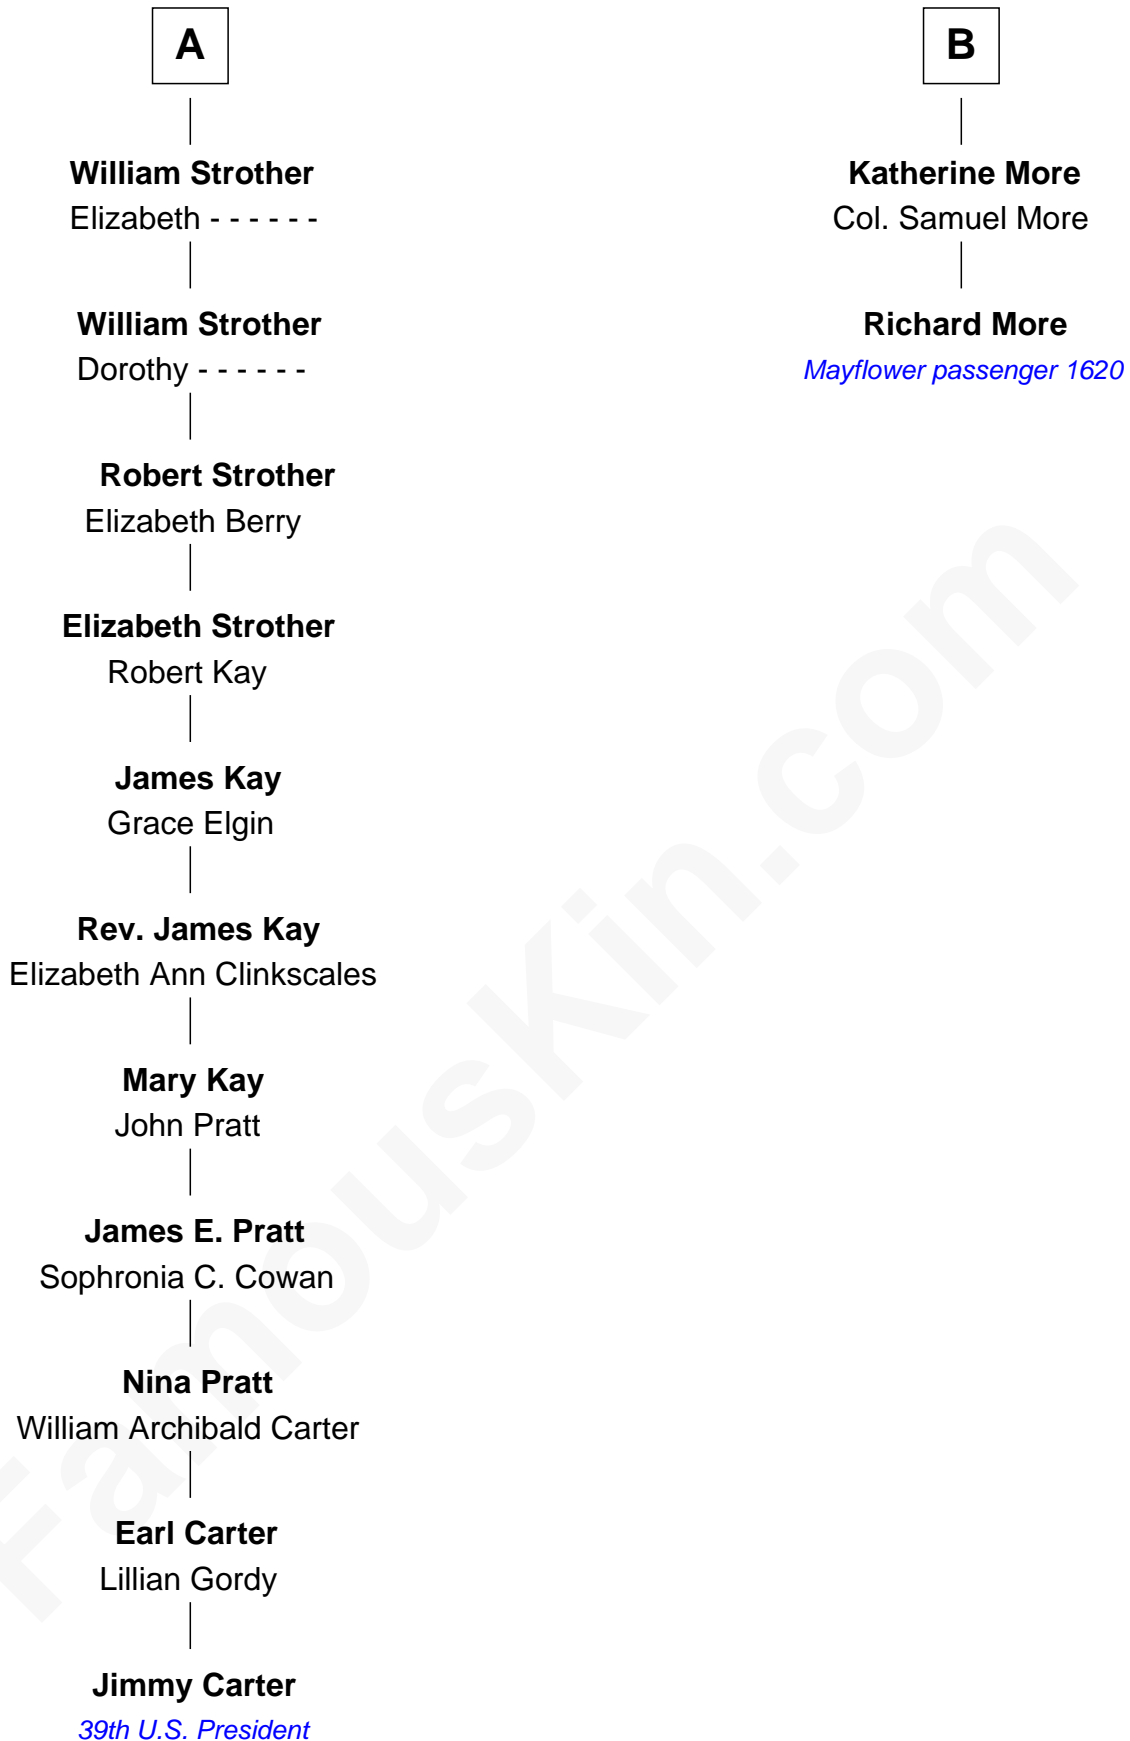 A
William Strother
Elizabeth - - - - - -
William Strother
Dorothy - - - - - -
Robert Strother
Elizabeth Berry
Elizabeth Strother
Robert Kay
James Kay
Grace Elgin
Rev. James Kay
Elizabeth Ann Clinkscales
Mary Kay
John Pratt
James E. Pratt
Sophronia C. Cowan
Nina Pratt
William Archibald Carter
Earl Carter
Lillian Gordy
Jimmy Carter
39th U.S. President
B
Katherine More
Col. Samuel More
Richard More
Mayflower passenger 1620
FamousKin.com